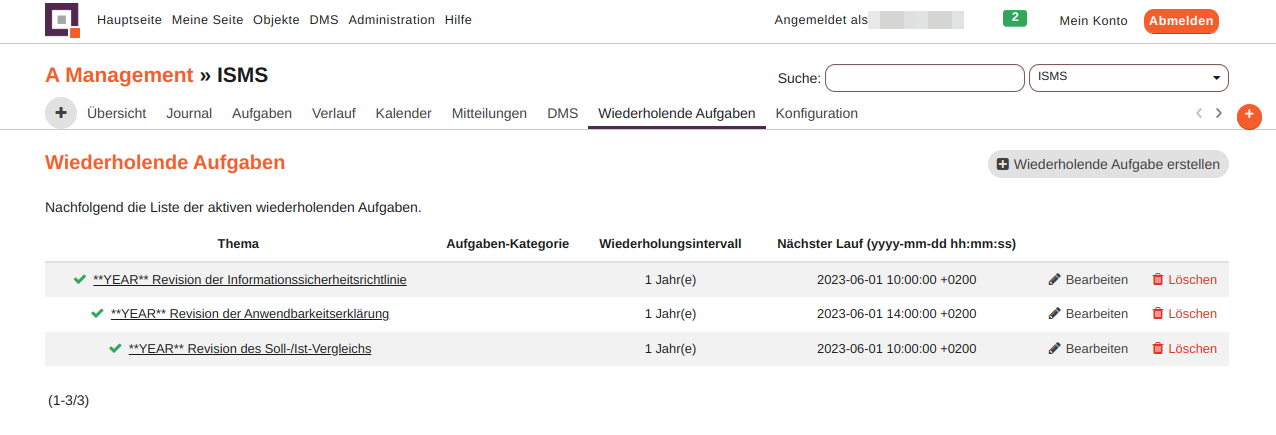 Hauptseite Meine Seite Objekte DMS Administration Hilfe Angemeldet als 2 Mein Konto Abmelden
A Management » ISMS Suche: ISMS
+ Übersicht Journal Aufgaben Verlauf Kalender Mitteilungen DMS Wiederholende Aufgaben Konfiguration +
Wiederholende Aufgaben Wiederholende Aufgabe erstellen
Nachfolgend die Liste der aktiven wiederholenden Aufgaben.
Thema Aufgaben-Kategorie Wiederholungsintervall Nächster Lauf (yyyy-mm-dd hh:mm:ss)
**YEAR** Revision der Informationssicherheitsrichtlinie 1 Jahr(e) 2023-06-01 10:00:00 +0200 Bearbeiten Löschen
**YEAR** Revision der Anwendbarkeitserklärung 1 Jahr(e) 2023-06-01 14:00:00 +0200 Bearbeiten Löschen
**YEAR** Revision des Soll-/Ist-Vergleichs 1 Jahr(e) 2023-06-01 10:00:00 +0200 Bearbeiten Löschen
(1-3/3)